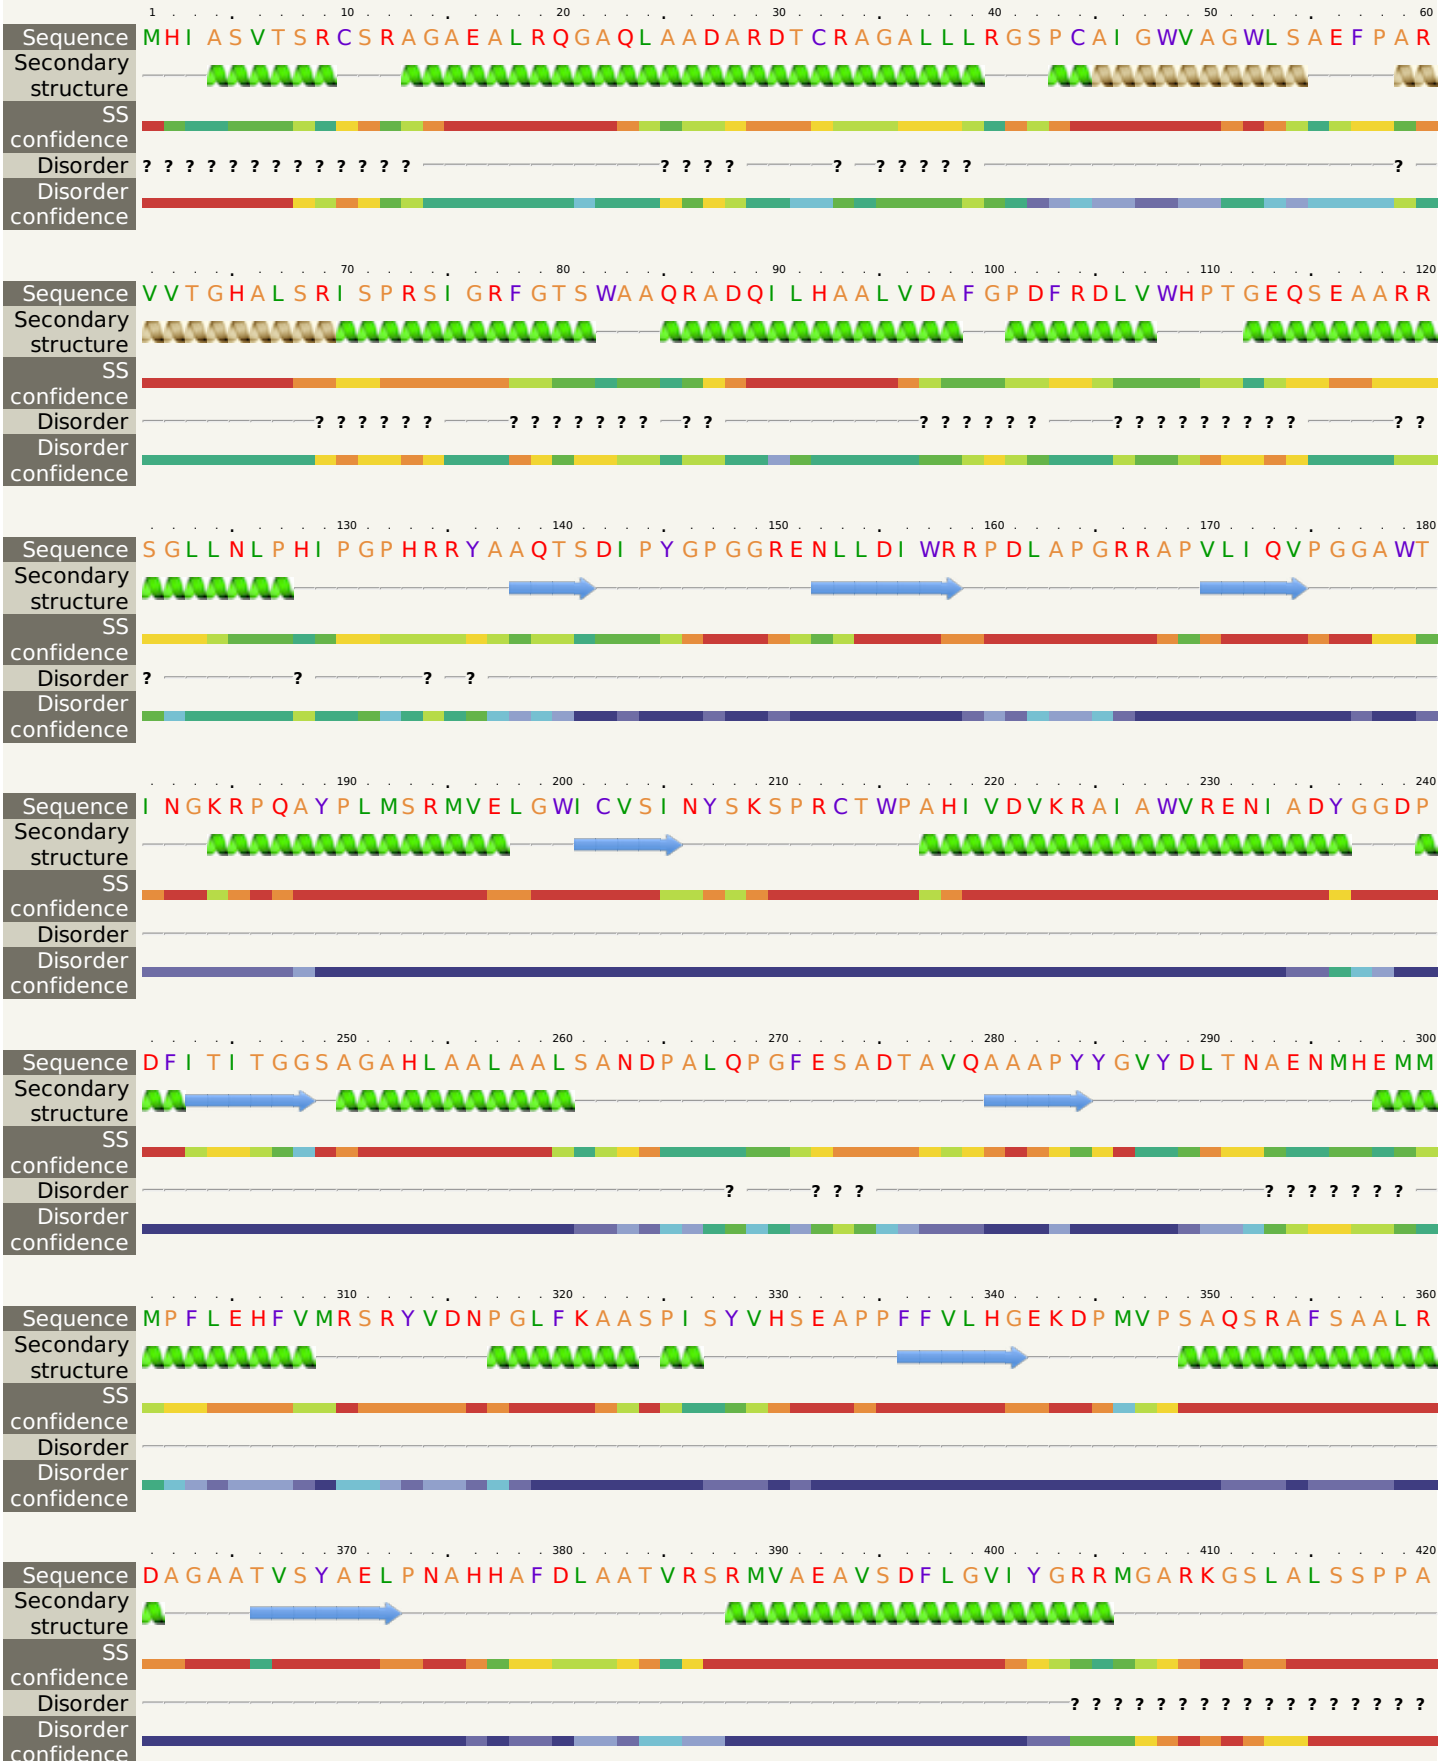 1 10 20 30 40 50 60
Sequence MHIASVTSRCSRAGAEALRQGAQLAADARDTCRAGALLLRGSPCAIGWVAGWLSAEFPAR
Secondary
structure
SS
confidence
Disorder ? ? ? ? ? ? ? ? ? ? ? ? ? ? ? ? ? ? ? ? ? ? ? ?
Disorder
confidence
70 80 90 100 110 120
Sequence VVTGHALSRISPRSIGRFGTSWAAQRADQILHAALVDAFGPDFRDLVWHPTGEQSEAARR
Secondary
structure
SS
confidence
Disorder ? ? ? ? ? ? ? ? ? ? ? ? ? ? ? ? ? ? ? ? ? ? ? ? ? ? ? ? ? ? ? ?
Disorder
confidence
130 140 150 160 170 180
Sequence SGLLNLPHIPGPHRRYAAQTSDIPYGPGGRENLLDIWRRPDLAPGRRAPVLIQVPGGAWT
Secondary
structure
SS
confidence
Disorder ? ? ? ?
Disorder
confidence
190 200 210 220 230 240
Sequence INGKRPQAYPLMSRMVELGWICVSINYSKSPRCTWPAHIVDVKRAIAWVRENIADYGGDP
Secondary
structure
SS
confidence
Disorder
Disorder
confidence
250 260 270 280 290 300
Sequence DFITITGGSAGAHLAALAALSANDPALQPGFESADTAVQAAAPYYGVYDLTNAENMHEMM
Secondary
structure
SS
confidence
Disorder ? ? ? ? ? ? ? ? ? ? ?
Disorder
confidence
310 320 330 340 350 360
Sequence MPFLEHFVMRSRYVDNPGLFKAASPISYVHSEAPPFFVLHGEKDPMVPSAQSRAFSAALR
Secondary
structure
SS
confidence
Disorder
Disorder
confidence
370 380 390 400 410 420
Sequence DAGAATVSYAELPNAHHAFDLAATVRSRMVAEAVSDFLGVIYGRRMGARKGSLALSSPPA
Secondary
structure
SS
confidence
Disorder ? ? ? ? ? ? ? ? ? ? ? ? ? ? ? ? ?
Disorder
confidence